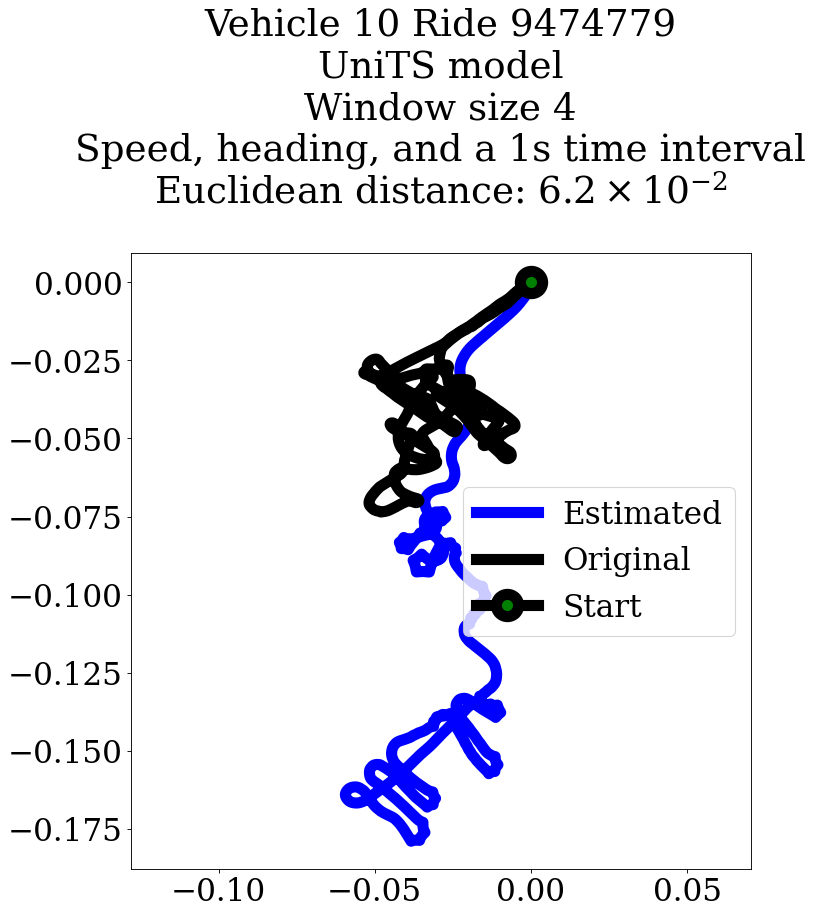 Vehicle 10 Ride 9474779
UniTS model
Window size 4
Speed, heading, and a 1s time interval
Euclidean distance: 6.2 × 10⁻²
0.000
−0.025
−0.050
−0.075
−0.100
−0.125
−0.150
−0.175
Estimated
Original
Start
−0.10
−0.05
0.00
0.05